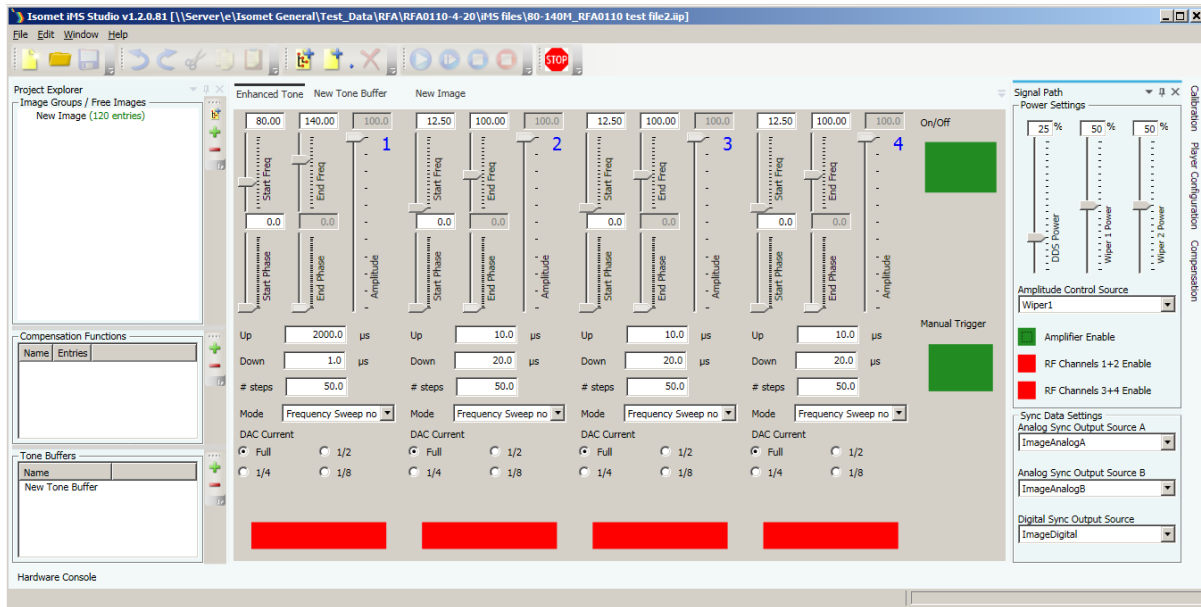 Isomet iMS Studio v1.2.0.81 [\\Server\e\Isomet General\Test_Data\RFA\RFA0110-4-20\iMS files\80-140M_RFA0110 test file2.iip]
File Edit Window Help
STOP
Project Explorer
Image Groups / Free Images
New Image (120 entries)
Compensation Functions
Name Entries
Tone Buffers
Name
New Tone Buffer
Hardware Console
Enhanced Tone New Tone Buffer New Image
80.00 140.00 100.0 12.50 100.00 100.0 12.50 100.00 100.0 12.50 100.00 100.0
1 2 3 4
Start Freq End Freq Start Freq End Freq Start Freq End Freq Start Freq End Freq
0.0 0.0 0.0 0.0 0.0 0.0 0.0 0.0
Start Phase End Phase Amplitude Start Phase End Phase Amplitude Start Phase End Phase Amplitude Start Phase End Phase Amplitude
Up 2000.0 µs Up 10.0 µs Up 10.0 µs Up 10.0 µs
Down 1.0 µs Down 20.0 µs Down 20.0 µs Down 20.0 µs
# steps 50.0 # steps 50.0 # steps 50.0 # steps 50.0
Mode Frequency Sweep no Mode Frequency Sweep no Mode Frequency Sweep no Mode Frequency Sweep no
DAC Current DAC Current DAC Current DAC Current
Full 1/2 Full 1/2 Full 1/2 Full 1/2
1/4 1/8 1/4 1/8 1/4 1/8 1/4 1/8
On/Off
Manual Trigger
Signal Path
Power Settings
25 % 50 % 50 %
DDS Power Wiper 1 Power Wiper 2 Power
Amplitude Control Source
Wiper1
Amplifier Enable
RF Channels 1+2 Enable
RF Channels 3+4 Enable
Sync Data Settings
Analog Sync Output Source A
ImageAnalogA
Analog Sync Output Source B
ImageAnalogB
Digital Sync Output Source
ImageDigital
Calibration Player Configuration Compensation